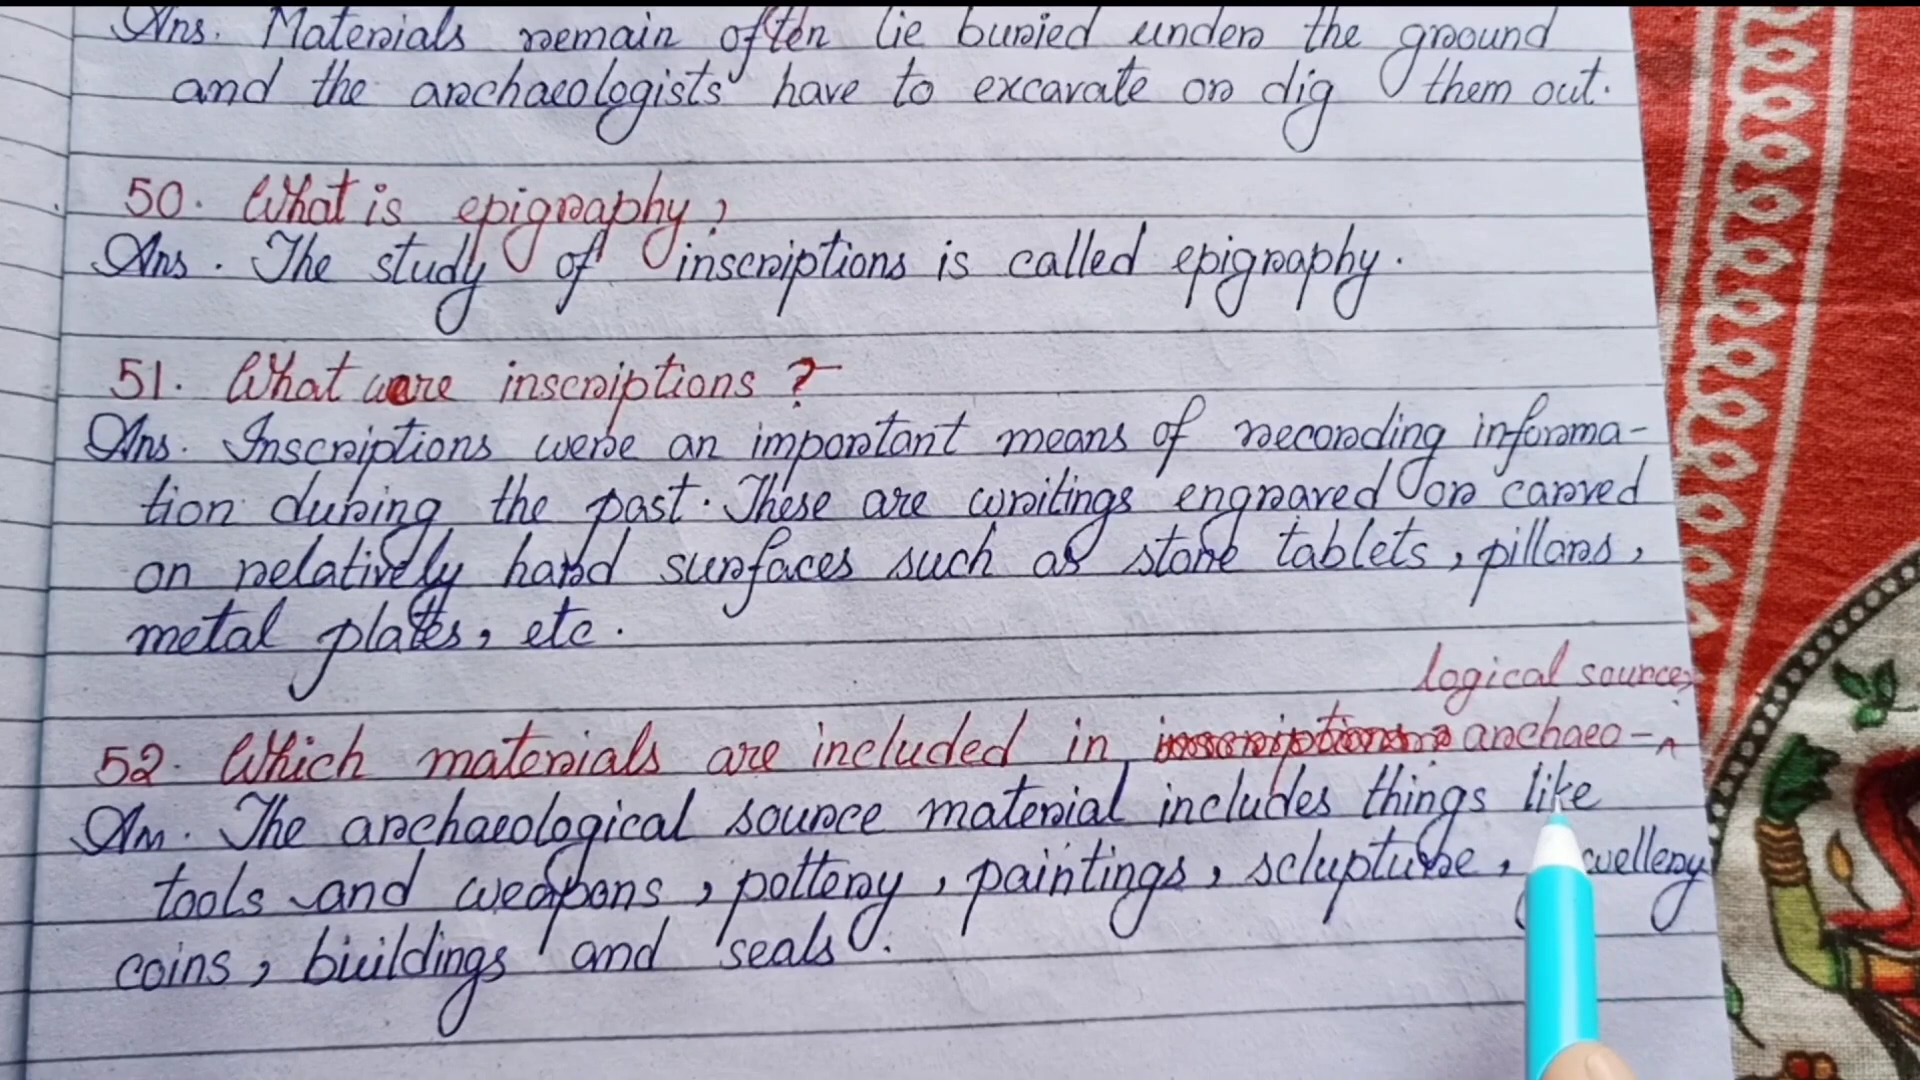 Ans. Materials remain often lie buried under the ground
and the archaeologists have to excavate or dig them out.
50. What is epigraphy?
Ans. The study of inscriptions is called epigraphy.
51. What are inscriptions?
Ans. Inscriptions were an important means of recording informa-
tion during the past. These are writings engraved or carved
on relatively hard surfaces such as stone tablets, pillars,
metal plates, etc.
logical sources
52. Which materials are included in archaeo-
Ans. The archaeological source material includes things like
tools and weapons, pottery, paintings, sclupture,
coins, buildings and seals.